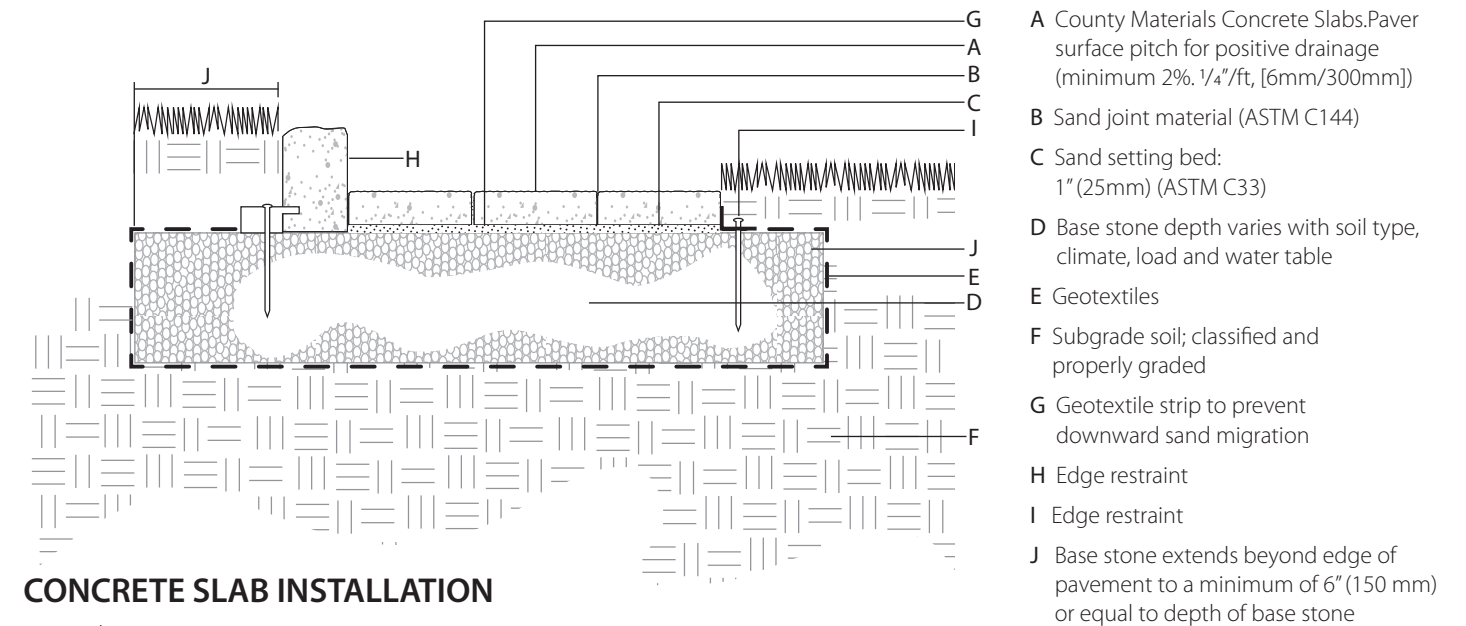 G
A
B
C
I
J
H
J
E
D
F
A County Materials Concrete Slabs.Paver
surface pitch for positive drainage
(minimum 2%. 1/4"/ft, [6mm/300mm])
B Sand joint material (ASTM C144)
C Sand setting bed:
1" (25mm) (ASTM C33)
D Base stone depth varies with soil type,
climate, load and water table
E Geotextiles
F Subgrade soil; classified and
properly graded
G Geotextile strip to prevent
downward sand migration
H Edge restraint
I Edge restraint
J Base stone extends beyond edge of
pavement to a minimum of 6" (150 mm)
or equal to depth of base stone
CONCRETE SLAB INSTALLATION